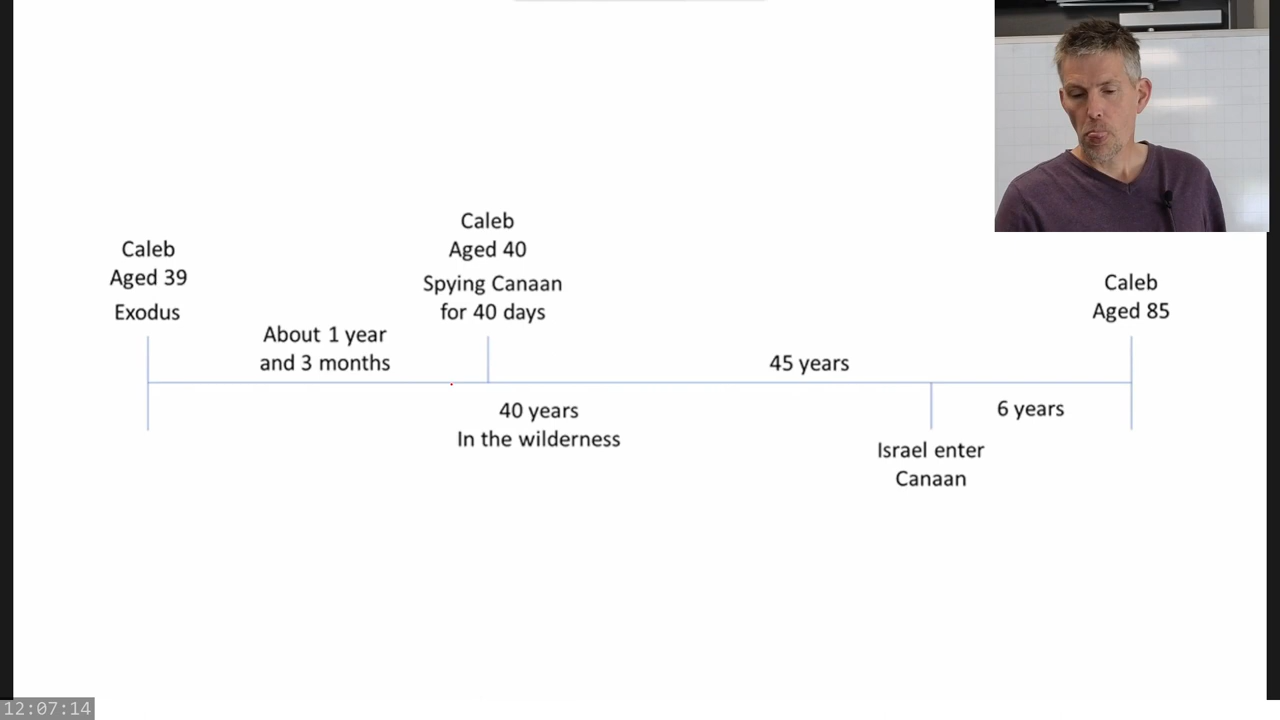 Caleb
Aged 39
Exodus
About 1 year
and 3 months
Caleb
Aged 40
Spying Canaan
for 40 days
40 years
In the wilderness
45 years
Israel enter
Canaan
6 years
Caleb
Aged 85
12:07:14